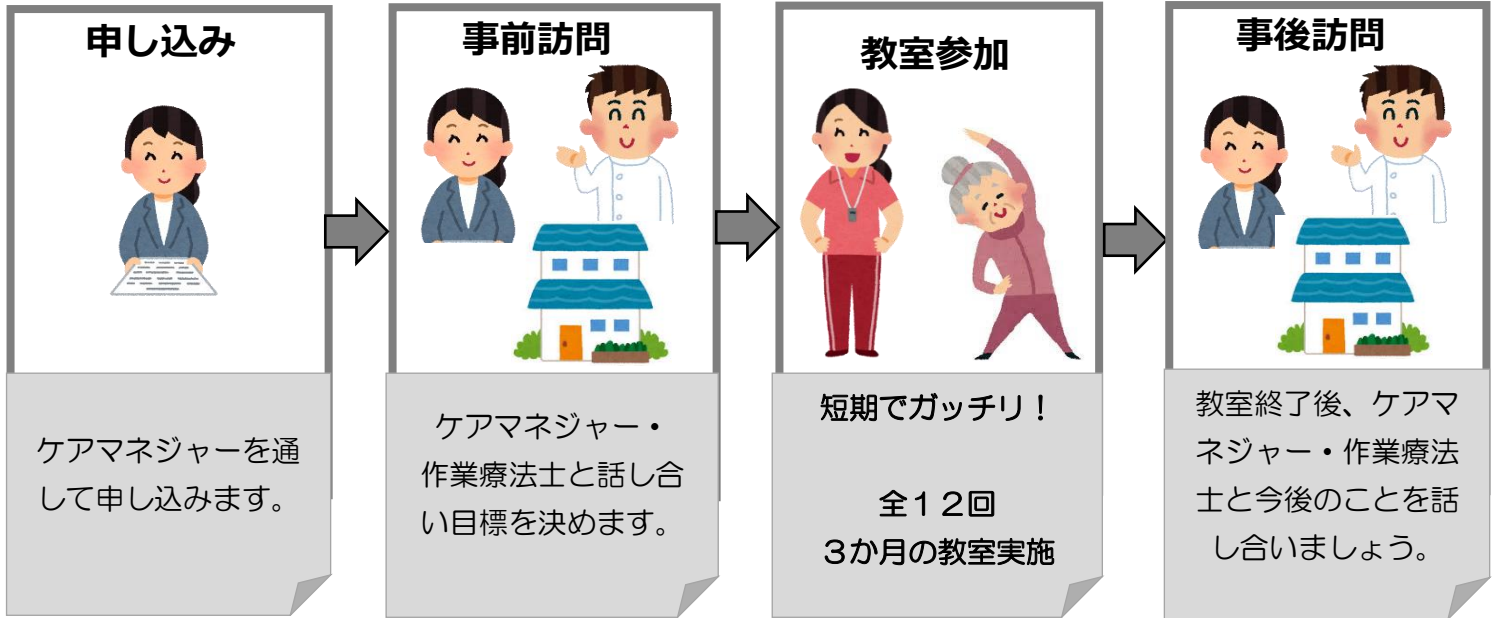 申し込み
ケアマネジャーを通
して申し込みます。
事前訪問
ケアマネジャー・
作業療法士と話し合
い目標を決めます。
教室参加
短期でガッチリ！
全１２回
３か月の教室実施
事後訪問
教室終了後、ケアマ
ネジャー・作業療法
士と今後のことを話
し合いましょう。